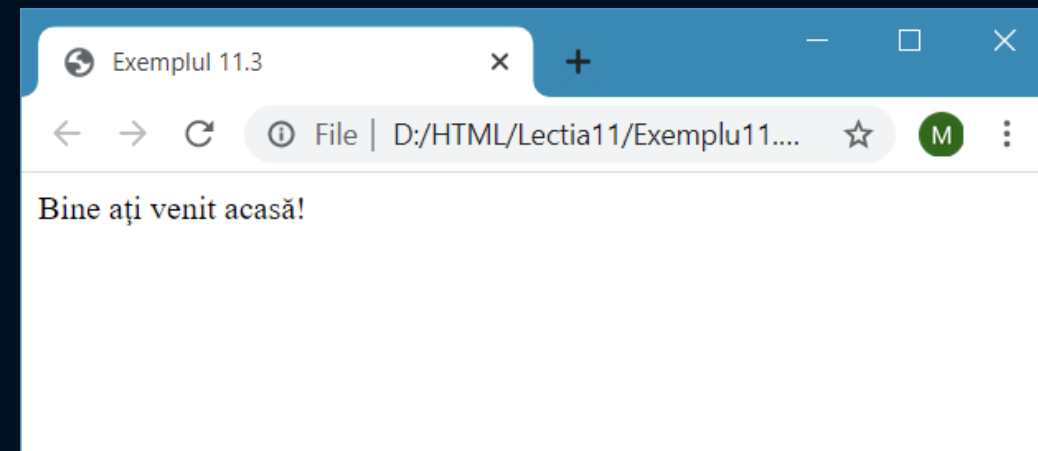 Exemplul 11.3
File | D:/HTML/Lectia11/Exemplu11....
M
Bine ați venit acasă!